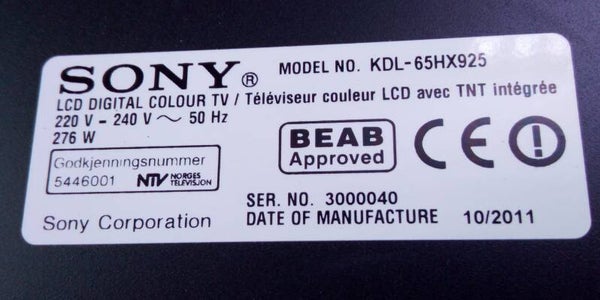 SONY®
MODEL NO. KDL-65HX925
LCD DIGITAL COLOUR TV / Téléviseur couleur LCD avec TNT intégrée
220 V - 240 V ~ 50 Hz
276 W
BEAB
Approved
CE
Godkjenningsnummer
5446001 NTV NORGES TELEVISJON
SER. NO. 3000040
Sony Corporation
DATE OF MANUFACTURE 10/2011